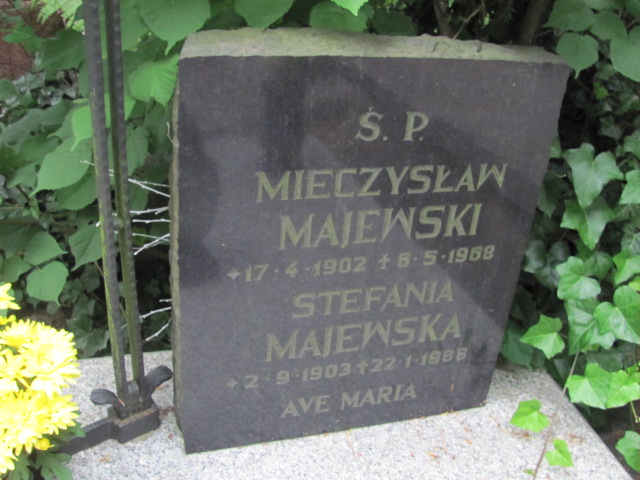 Ś. P.
MIECZYSŁAW
MAJEWSKI
+ 17 - 4 - 1902 + 6 - 5 - 1968
STEFANIA
MAJEWSKA
+ 2 - 9 - 1903 + 22 - 1 - 1988
AVE MARIA